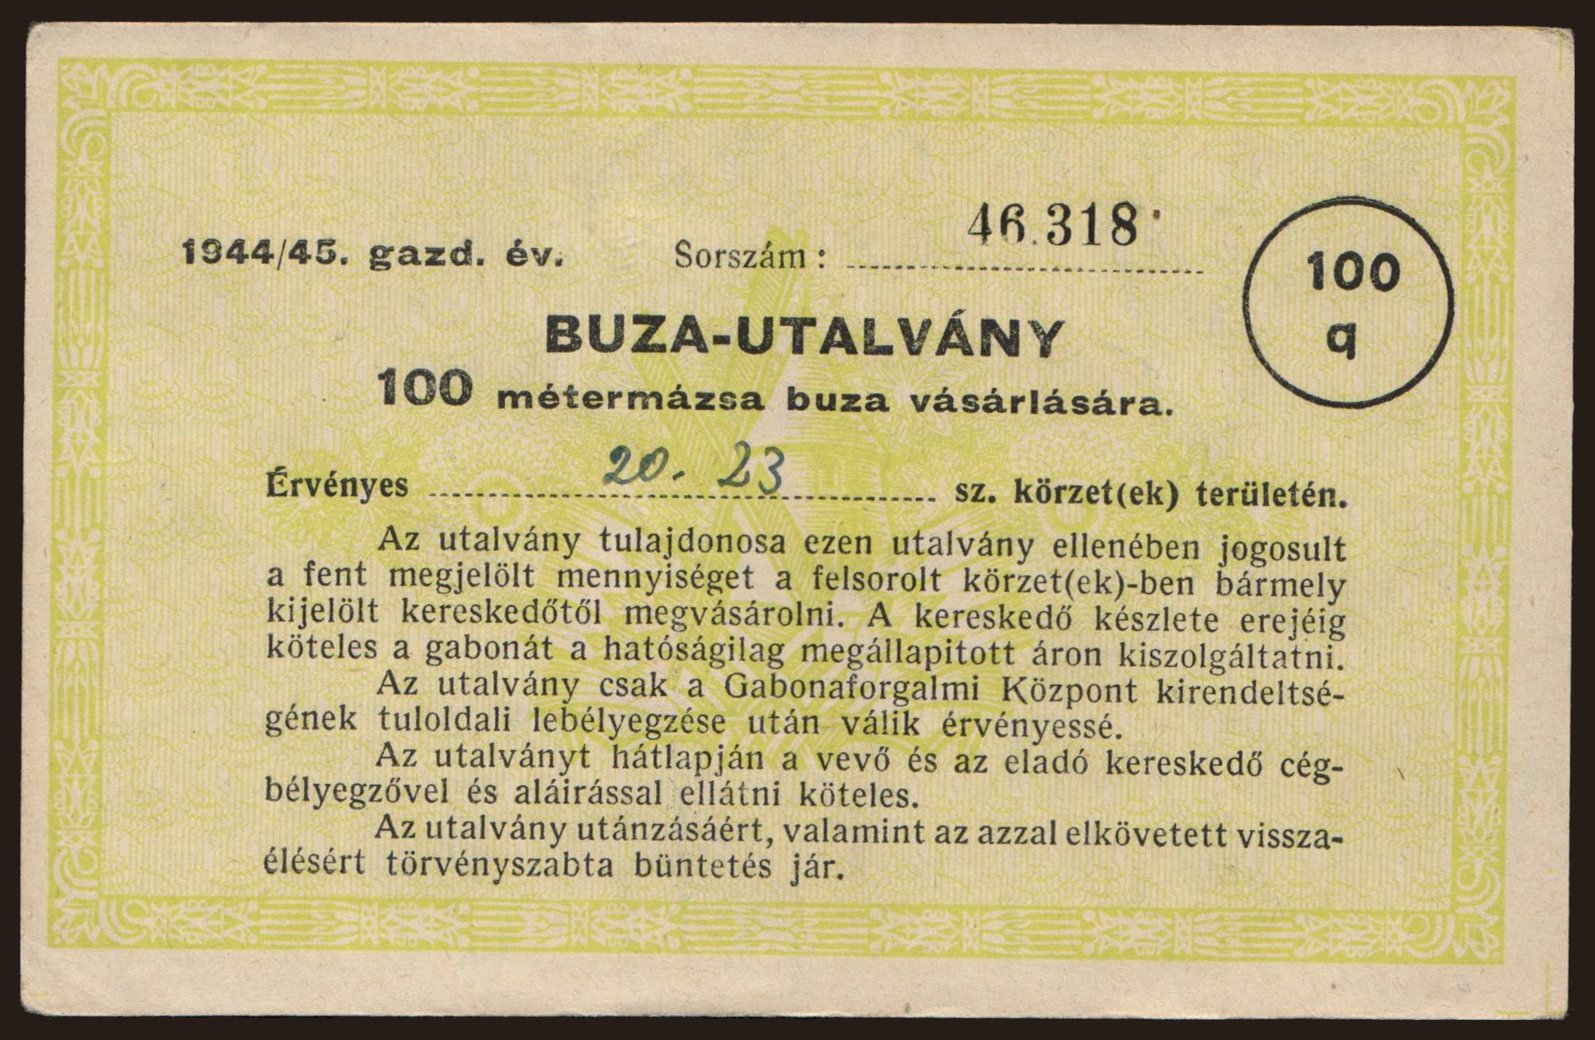 1944/45. gazd. év.
Sorszám: 46.318
100
q
BUZA-UTALVÁNY
100 métermázsa buza vásárlására.
Érvényes 20. 23 sz. körzet(ek) területén.
Az utalvány tulajdonosa ezen utalvány ellenében jogosult
a fent megjelölt mennyiséget a felsorolt körzet(ek)-ben bármely
kijelölt kereskedőtől megvásárolni. A kereskedő készlete erejéig
köteles a gabonát a hatóságilag megállapitott áron kiszolgáltatni.
Az utalvány csak a Gabonaforgalmi Központ kirendeltsé-
gének tuloldali lebélyegzése után válik érvényessé.
Az utalványt hátlapján a vevő és az eladó kereskedő cég-
bélyegzővel és aláirással ellátni köteles.
Az utalvány utánzásáért, valamint az azzal elkövetett vissza-
élésért törvényszabta büntetés jár.